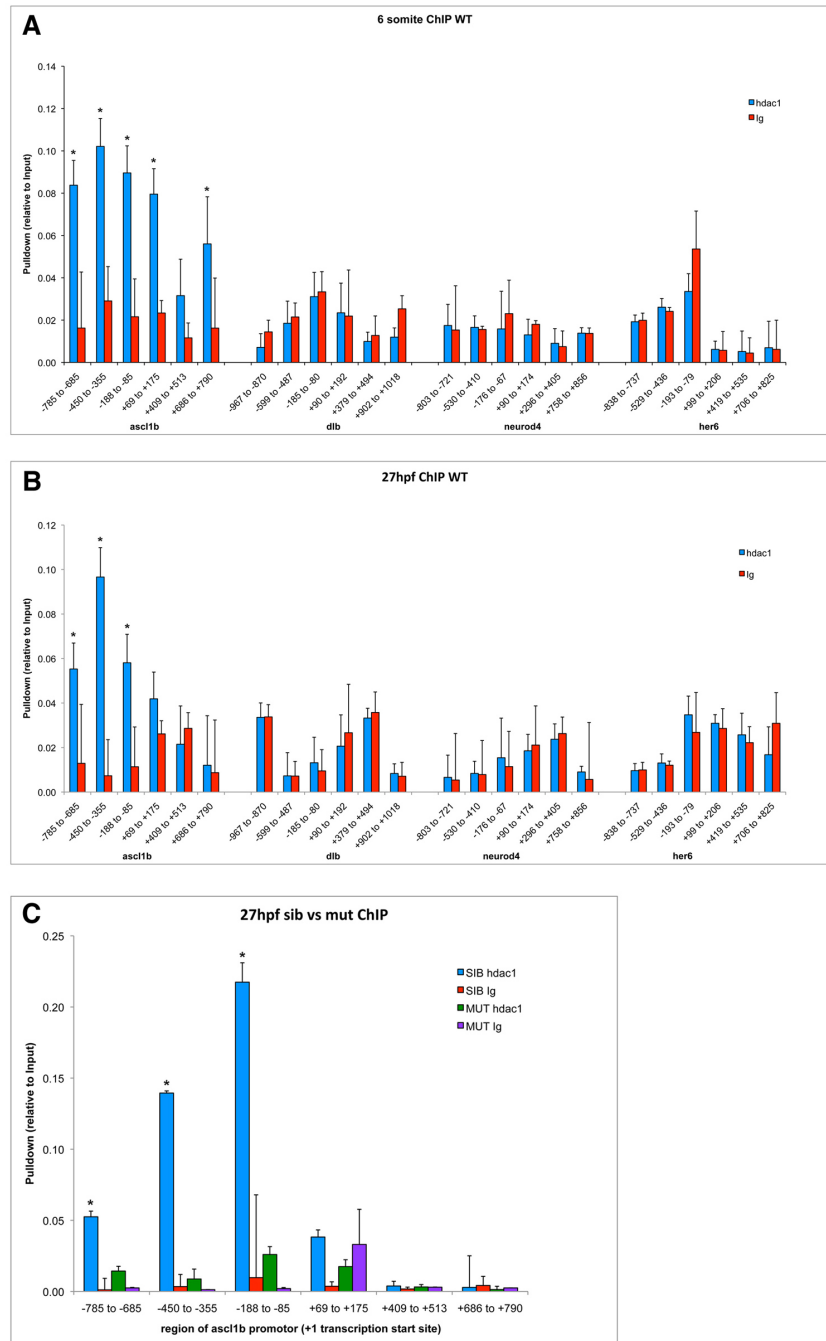 A
6 somite ChIP WT
0.14
0.12
0.10
0.08
0.06
0.04
0.02
0.00
Pulldown (relative to Input)
hdac1
Ig
* * * * *
-785 to -685
-450 to -355
-188 to -85
+69 to +175
+409 to +513
+686 to +790
-967 to -870
-599 to -487
-185 to -80
+90 to +192
+379 to +494
+902 to +1018
-803 to -721
-530 to -410
-176 to -67
+90 to +174
+296 to +405
+758 to +856
-838 to -737
-529 to -436
-193 to -79
+99 to +206
+419 to +535
+706 to +825
ascl1b dlb neurod4 her6
B
27hpf ChIP WT
0.12
0.10
0.08
0.06
0.04
0.02
0.00
Pulldown (relative to Input)
hdac1
Ig
* * *
-785 to -685
-450 to -355
-188 to -85
+69 to +175
+409 to +513
+686 to +790
-967 to -870
-599 to -487
-185 to -80
+90 to +192
+379 to +494
+902 to +1018
-803 to -721
-530 to -410
-176 to -67
+90 to +174
+296 to +405
+758 to +856
-838 to -737
-529 to -436
-193 to -79
+99 to +206
+419 to +535
+706 to +825
ascl1b dlb neurod4 her6
C
27hpf sib vs mut ChIP
0.25
0.20
0.15
0.10
0.05
0.00
Pulldown (relative to Input)
SIB hdac1
SIB Ig
MUT hdac1
MUT Ig
* * *
-785 to -685 -450 to -355 -188 to -85 +69 to +175 +409 to +513 +686 to +790
region of ascl1b promotor (+1 transcription start site)